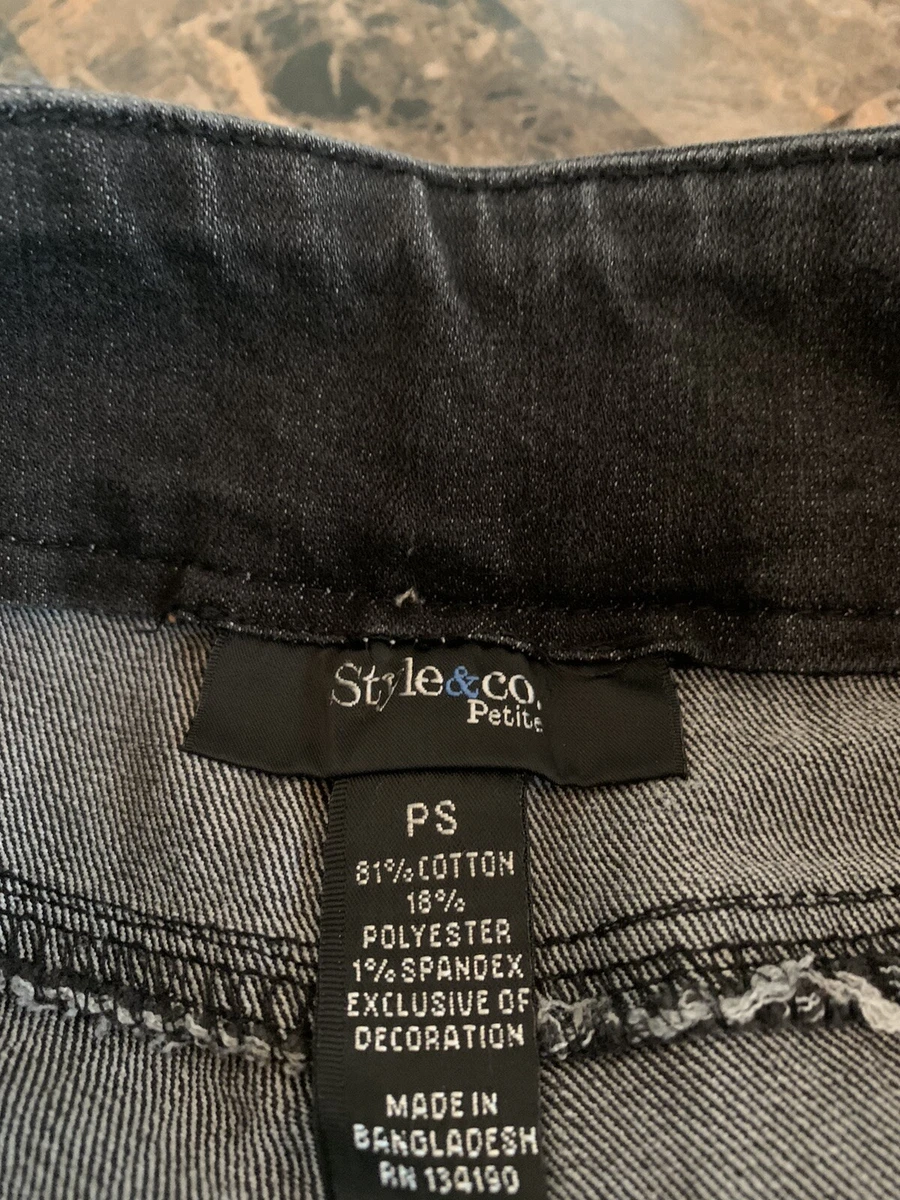 Style&co.
Petite
PS
81% COTTON
18%
POLYESTER
1% SPANDEX
EXCLUSIVE OF
DECORATION
MADE IN
BANGLADESH
RN 134190